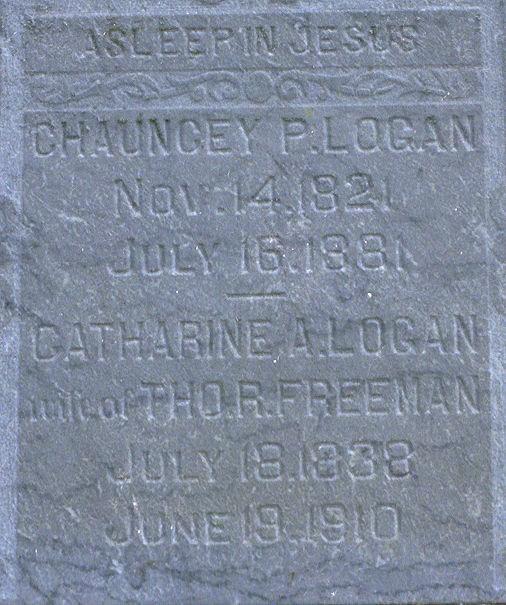 ASLEEP IN JESUS
CHAUNCEY P. LOGAN
NOV. 14, 1821
JULY 16, 1881
CATHARINE A. LOGAN
wife of THO. R. FREEMAN
JULY 18, 1838
JUNE 19, 1910